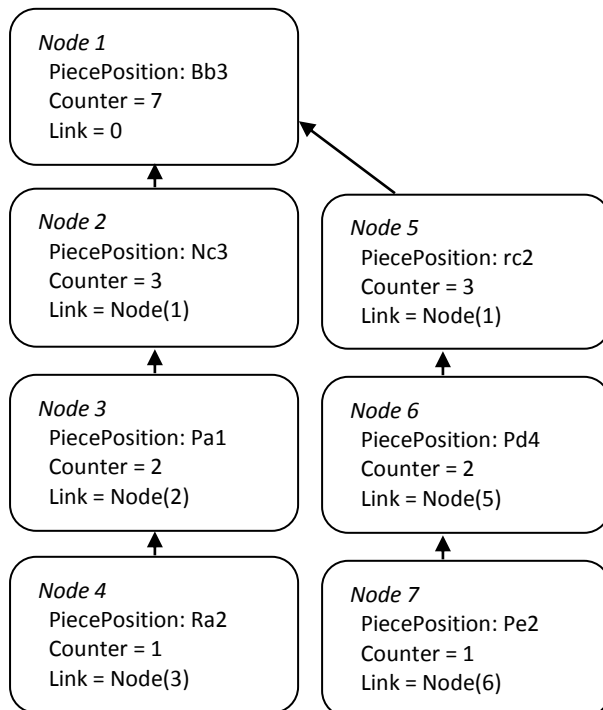 Node 1
PiecePosition: Bb3
Counter = 7
Link = 0
Node 2
PiecePosition: Nc3
Counter = 3
Link = Node(1)
Node 3
PiecePosition: Pa1
Counter = 2
Link = Node(2)
Node 4
PiecePosition: Ra2
Counter = 1
Link = Node(3)
Node 5
PiecePosition: rc2
Counter = 3
Link = Node(1)
Node 6
PiecePosition: Pd4
Counter = 2
Link = Node(5)
Node 7
PiecePosition: Pe2
Counter = 1
Link = Node(6)